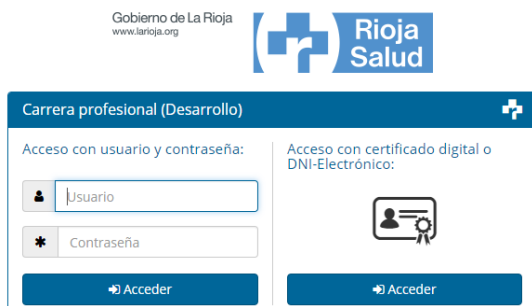 Gobierno de La Rioja
www.larioja.org
Rioja
Salud
Carrera profesional (Desarrollo)
Acceso con usuario y contraseña:
Usuario
Contraseña
Acceder
Acceso con certificado digital o
DNI-Electrónico:
Acceder